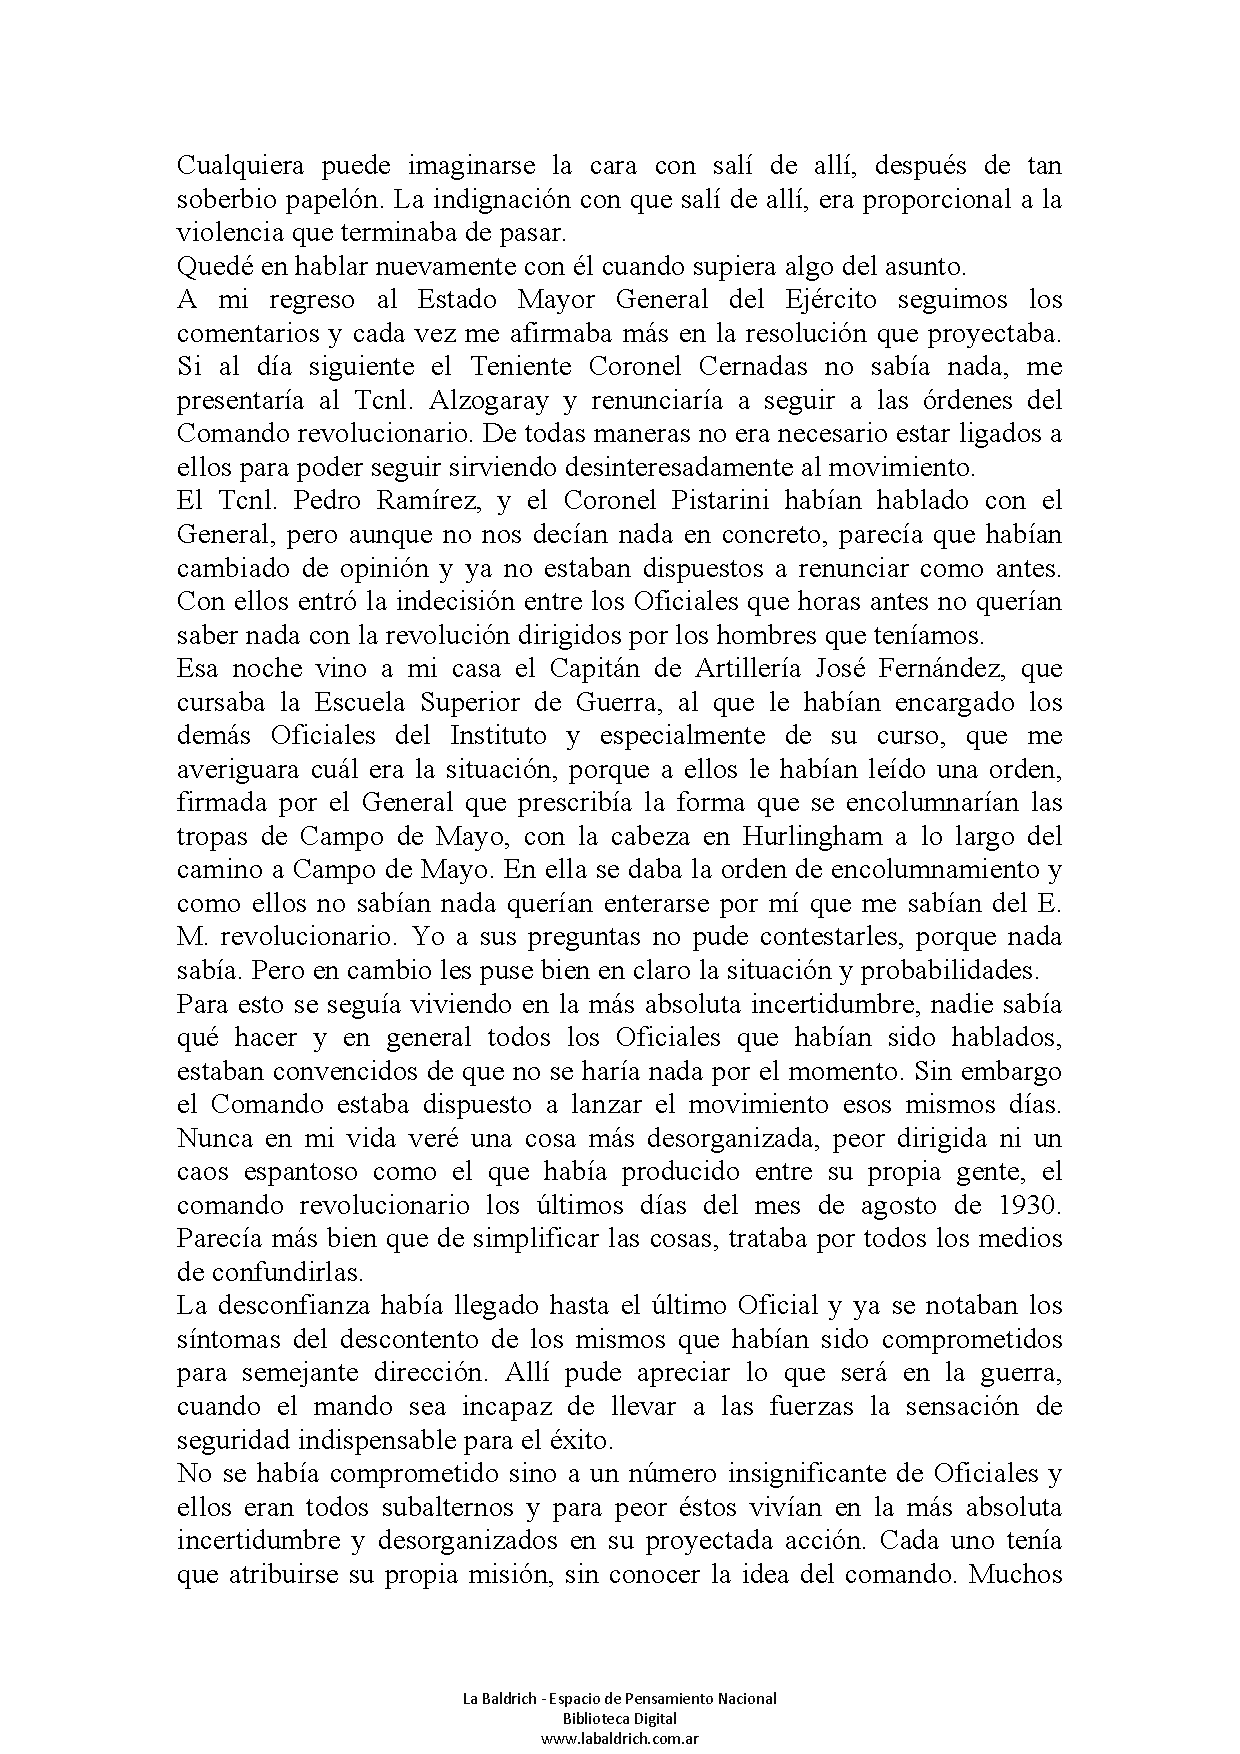 Cualquiera puede imaginarse la cara con salí de allí, después de tan
soberbio papelón. La indignación con que salí de allí, era proporcional a la
violencia que terminaba de pasar.
Quedé en hablar nuevamente con él cuando supiera algo del asunto.
A mi regreso al Estado Mayor General del Ejército seguimos los
comentarios y cada vez me afirmaba más en la resolución que proyectaba.
Si al día siguiente el Teniente Coronel Cernadas no sabía nada, me
presentaría al Tcnl. Alzogaray y renunciaría a seguir a las órdenes del
Comando revolucionario. De todas maneras no era necesario estar ligados a
ellos para poder seguir sirviendo desinteresadamente al movimiento.
El Tcnl. Pedro Ramírez, y el Coronel Pistarini habían hablado con el
General, pero aunque no nos decían nada en concreto, parecía que habían
cambiado de opinión y ya no estaban dispuestos a renunciar como antes.
Con ellos entró la indecisión entre los Oficiales que horas antes no querían
saber nada con la revolución dirigidos por los hombres que teníamos.
Esa noche vino a mi casa el Capitán de Artillería José Fernández, que
cursaba la Escuela Superior de Guerra, al que le habían encargado los
demás Oficiales del Instituto y especialmente de su curso, que me
averiguara cuál era la situación, porque a ellos le habían leído una orden,
firmada por el General que prescribía la forma que se encolumnarían las
tropas de Campo de Mayo, con la cabeza en Hurlingham a lo largo del
camino a Campo de Mayo. En ella se daba la orden de encolumnamiento y
como ellos no sabían nada querían enterarse por mí que me sabían del E.
M. revolucionario. Yo a sus preguntas no pude contestarles, porque nada
sabía. Pero en cambio les puse bien en claro la situación y probabilidades.
Para esto se seguía viviendo en la más absoluta incertidumbre, nadie sabía
qué hacer y en general todos los Oficiales que habían sido hablados,
estaban convencidos de que no se haría nada por el momento. Sin embargo
el Comando estaba dispuesto a lanzar el movimiento esos mismos días.
Nunca en mi vida veré una cosa más desorganizada, peor dirigida ni un
caos espantoso como el que había producido entre su propia gente, el
comando revolucionario los últimos días del mes de agosto de 1930.
Parecía más bien que de simplificar las cosas, trataba por todos los medios
de confundirlas.
La desconfianza había llegado hasta el último Oficial y ya se notaban los
síntomas del descontento de los mismos que habían sido comprometidos
para semejante dirección. Allí pude apreciar lo que será en la guerra,
cuando el mando sea incapaz de llevar a las fuerzas la sensación de
seguridad indispensable para el éxito.
No se había comprometido sino a un número insignificante de Oficiales y
ellos eran todos subalternos y para peor éstos vivían en la más absoluta
incertidumbre y desorganizados en su proyectada acción. Cada uno tenía
que atribuirse su propia misión, sin conocer la idea del comando. Muchos
La Baldrich - Espacio de Pensamiento Nacional
Biblioteca Digital
www.labaldrich.com.ar